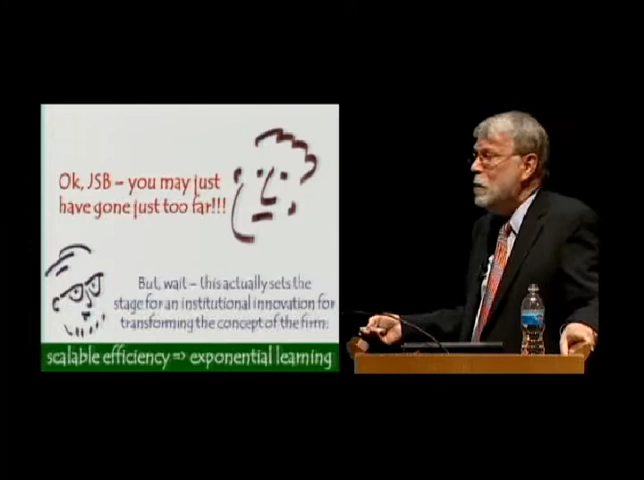 Ok, JSB – you may just
have gone just too far!!!
But, wait – this actually sets the
stage for an institutional innovation for
transforming the concept of the firm.
scalable efficiency => exponential learning